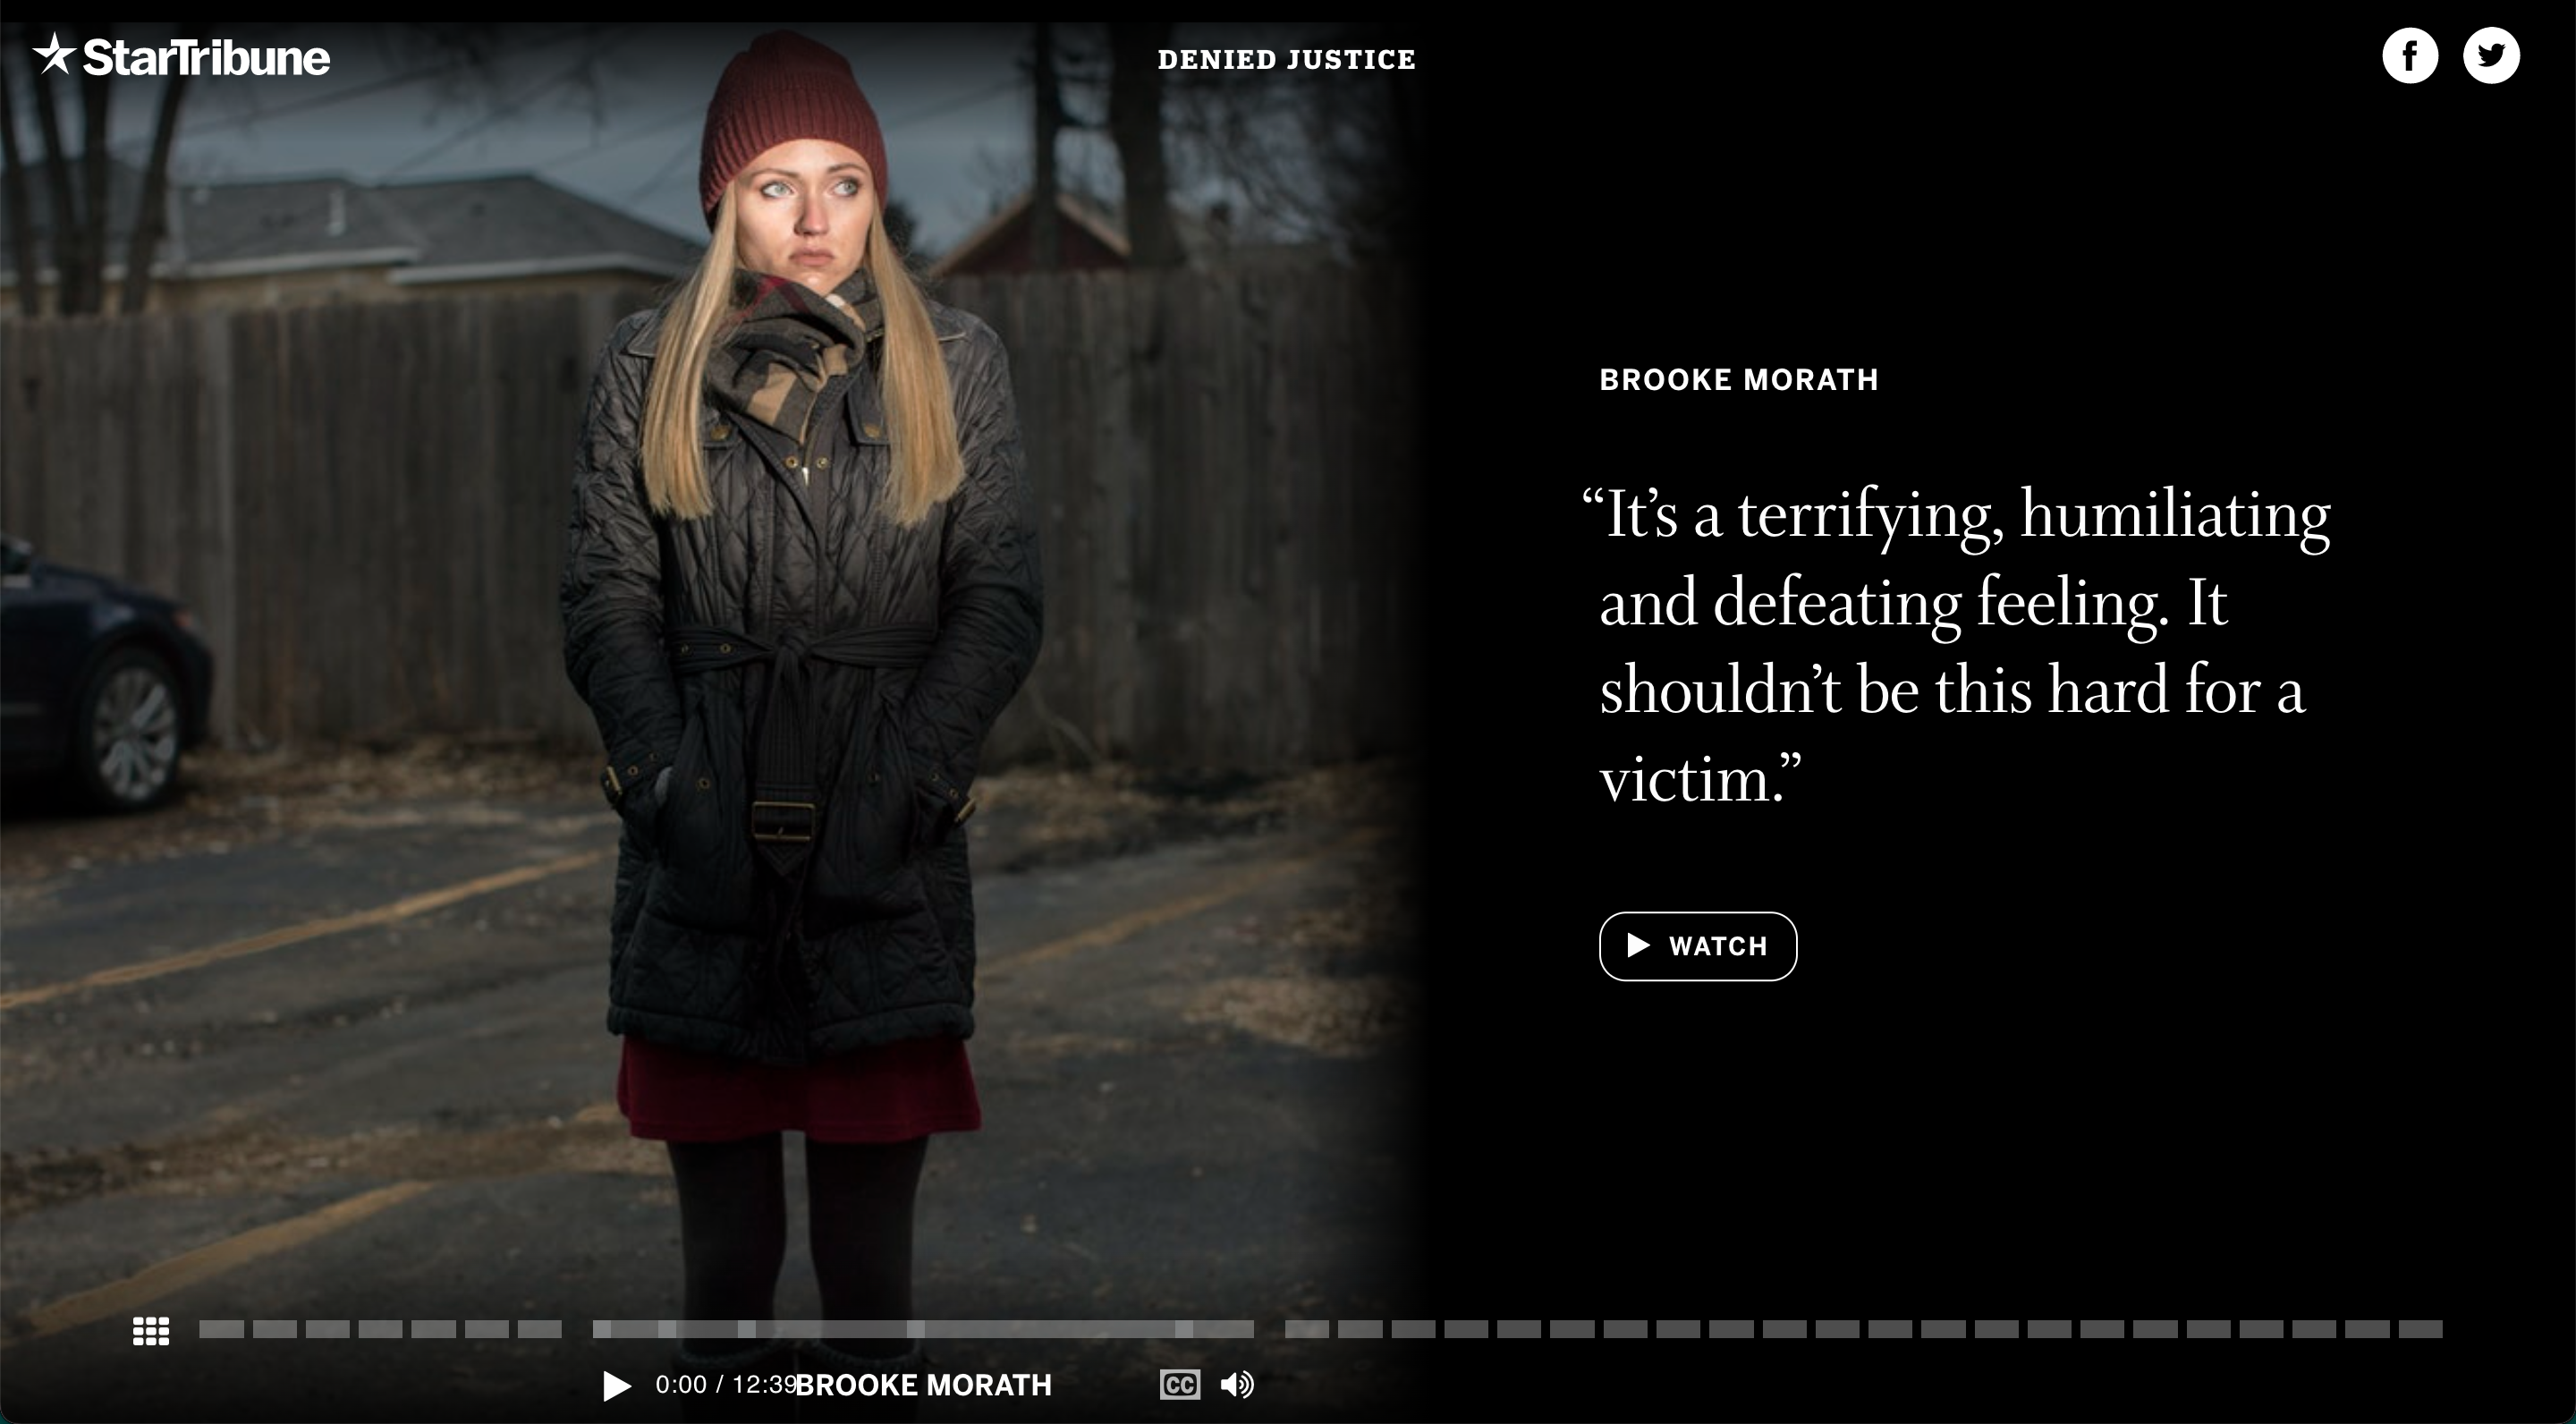 StarTribune
DENIED JUSTICE
BROOKE MORATH
“It’s a terrifying, humiliating
and defeating feeling. It
shouldn’t be this hard for a
victim.”
WATCH
0:00 / 12:39
BROOKE MORATH
CC